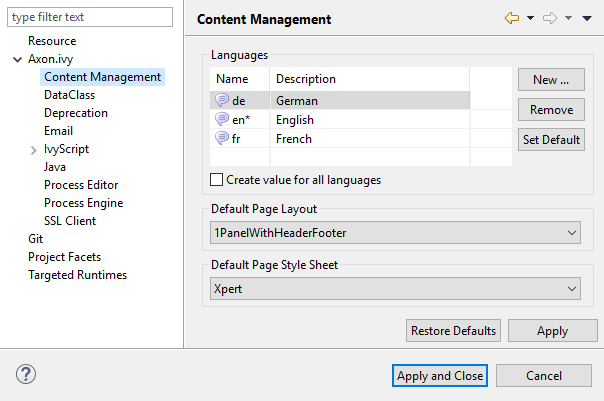 type filter text
Resource
Axon.ivy
Content Management
DataClass
Deprecation
Email
IvyScript
Java
Process Editor
Process Engine
SSL Client
Git
Project Facets
Targeted Runtimes
Content Management
Languages
Name Description
de German
en* English
fr French
New ...
Remove
Set Default
Create value for all languages
Default Page Layout
1PanelWithHeaderFooter
Default Page Style Sheet
Xpert
Restore Defaults Apply
? Apply and Close Cancel